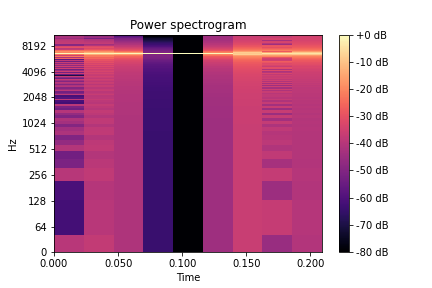 Power spectrogram
8192
4096
2048
1024
512
256
128
64
0
Hz
0.000 0.050 0.100 0.150 0.200
Time
+0 dB
-10 dB
-20 dB
-30 dB
-40 dB
-50 dB
-60 dB
-70 dB
-80 dB